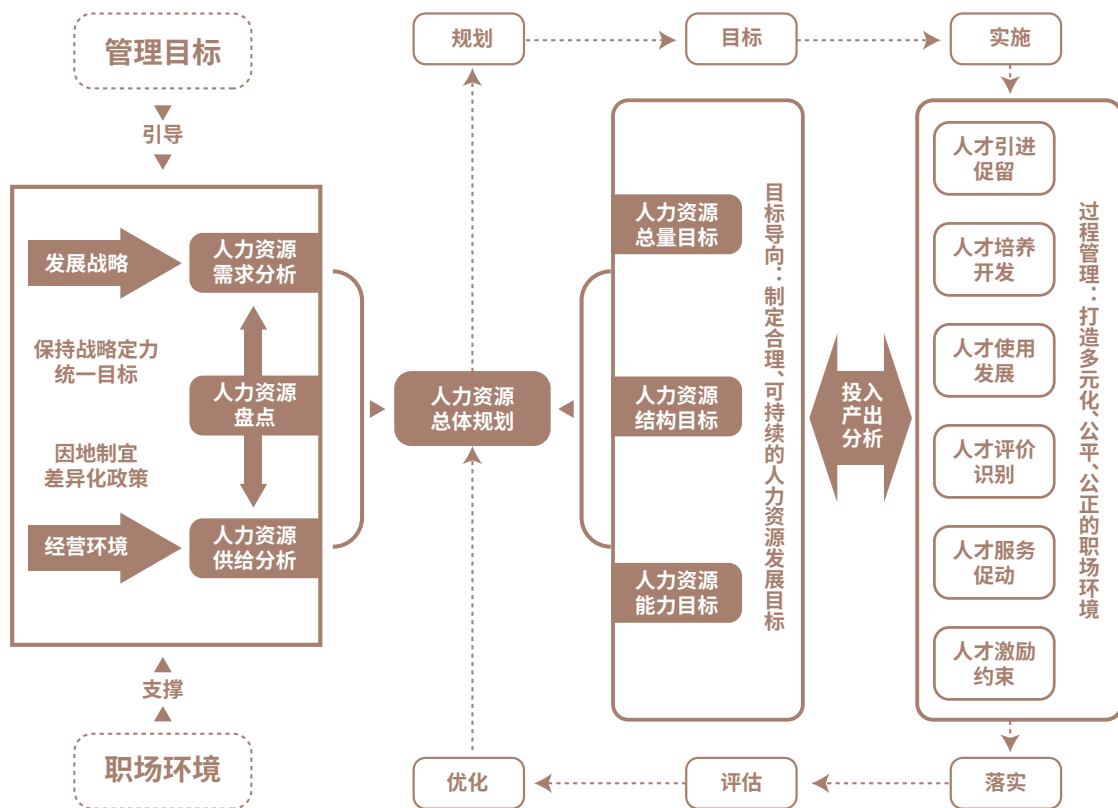 管理目标
引导
发展战略
人力资源
需求分析
保持战略定力
统一目标
人力资源
盘点
因地制宜
差异化政策
经营环境
人力资源
供给分析
支撑
职场环境
规划
目标
实施
人力资源
总体规划
人力资源
总量目标
人力资源
结构目标
人力资源
能力目标
目标导向：制定合理、可持续的人力资源发展目标
投入
产出
分析
人才引进
促留
人才培养
开发
人才使用
发展
人才评价
识别
人才服务
促动
人才激励
约束
过程管理：打造多元化、公平、公正的职场环境
优化
评估
落实